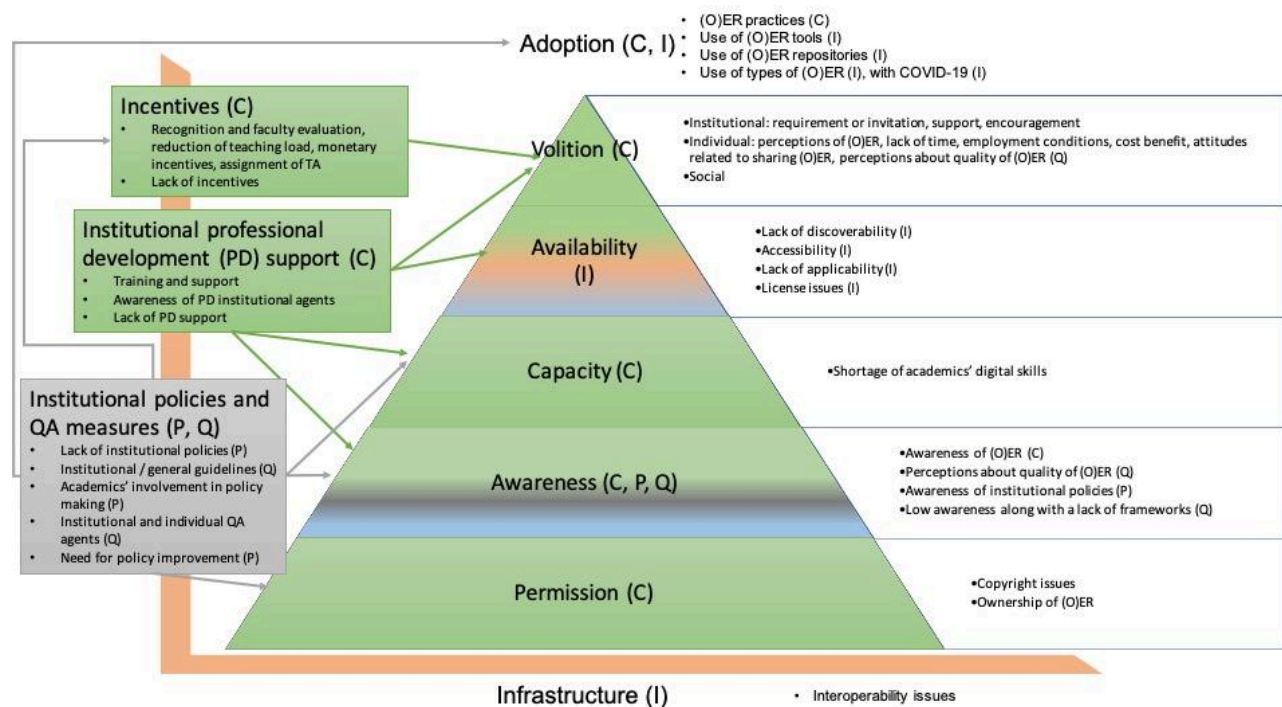 Adoption (C, I)
• (O)ER practices (C)
• Use of (O)ER tools (I)
• Use of (O)ER repositories (I)
• Use of types of (O)ER (I), with COVID-19 (I)
Incentives (C)
• Recognition and faculty evaluation,
reduction of teaching load, monetary
incentives, assignment of TA
• Lack of incentives
Institutional professional
development (PD) support (C)
• Training and support
• Awareness of PD institutional agents
• Lack of PD support
Institutional policies and
QA measures (P, Q)
• Lack of institutional policies (P)
• Institutional / general guidelines (Q)
• Academics' involvement in policy
making (P)
• Institutional and individual QA
agents (Q)
• Need for policy improvement (P)
Volition (C)
•Institutional: requirement or invitation, support, encouragement
•Individual: perceptions of (O)ER, lack of time, employment conditions, cost benefit, attitudes
related to sharing (O)ER, perceptions about quality of (O)ER (Q)
•Social
Availability
(I)
•Lack of discoverability (I)
•Accessibility (I)
•Lack of applicability (I)
•License issues (I)
Capacity (C)
•Shortage of academics' digital skills
Awareness (C, P, Q)
•Awareness of (O)ER (C)
•Perceptions about quality of (O)ER (Q)
•Awareness of institutional policies (P)
•Low awareness along with a lack of frameworks (Q)
Permission (C)
•Copyright issues
•Ownership of (O)ER
Infrastructure (I)
• Interoperability issues